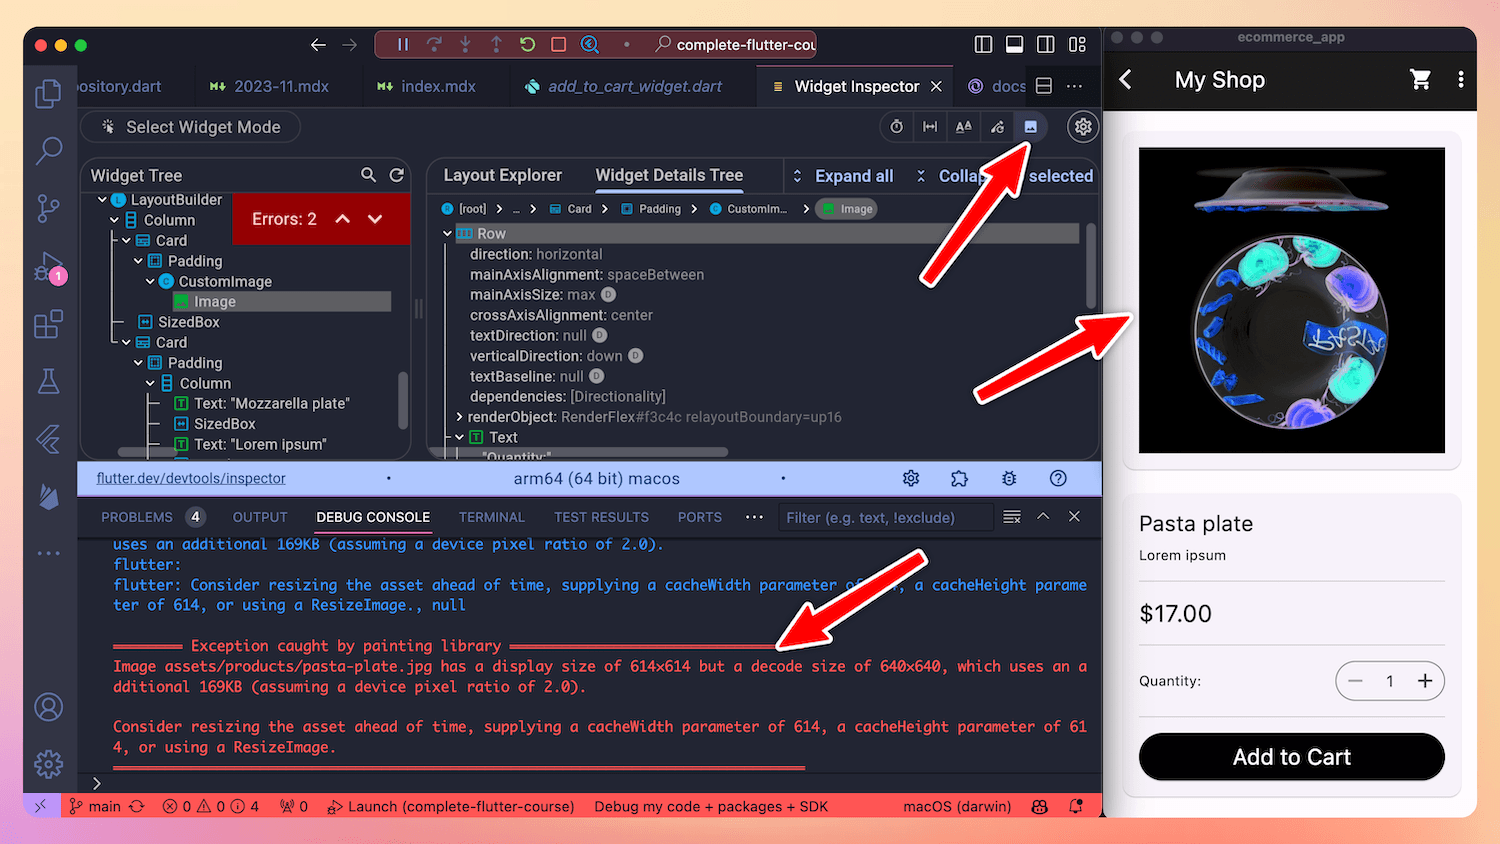 complete-flutter-cou
ository.dart
2023-11.mdx
index.mdx
add_to_cart_widget.dart
Widget Inspector
docs
Select Widget Mode
Widget Tree
LayoutBuilder
Errors: 2
Column
Card
Padding
CustomImage
Image
SizedBox
Card
Padding
Column
Text: "Mozzarella plate"
SizedBox
Text: "Lorem ipsum"
Layout Explorer
Widget Details Tree
Expand all
selected
[root] > … > Card > Padding > CustomIm… > Image
Row
direction: horizontal
mainAxisAlignment: spaceBetween
mainAxisSize: max D
crossAxisAlignment: center
textDirection: null D
verticalDirection: down D
textBaseline: null D
dependencies: [Directionality]
renderObject: RenderFlex#f3c4c relayoutBoundary=up16
Text
"Quantity:"
flutter.dev/devtools/inspector • arm64 (64 bit) macos •
PROBLEMS 4 OUTPUT DEBUG CONSOLE TERMINAL TEST RESULTS PORTS
Filter (e.g. text, !exclude)
uses an additional 169KB (assuming a device pixel ratio of 2.0).
flutter:
flutter: Consider resizing the asset ahead of time, supplying a cacheWidth parameter a cacheHeight parame
ter of 614, or using a ResizeImage., null
Exception caught by painting library
Image assets/products/pasta-plate.jpg has a display size of 614x614 but a decode size of 640x640, which uses an a
dditional 169KB (assuming a device pixel ratio of 2.0).
Consider resizing the asset ahead of time, supplying a cacheWidth parameter of 614, a cacheHeight parameter of 61
4, or using a ResizeImage.
main 0 0 4 0 Launch (complete-flutter-course) Debug my code + packages + SDK macOS (darwin)
1
ecommerce_app
My Shop
Pasta plate
Lorem ipsum
$17.00
Quantity: − 1 +
Add to Cart